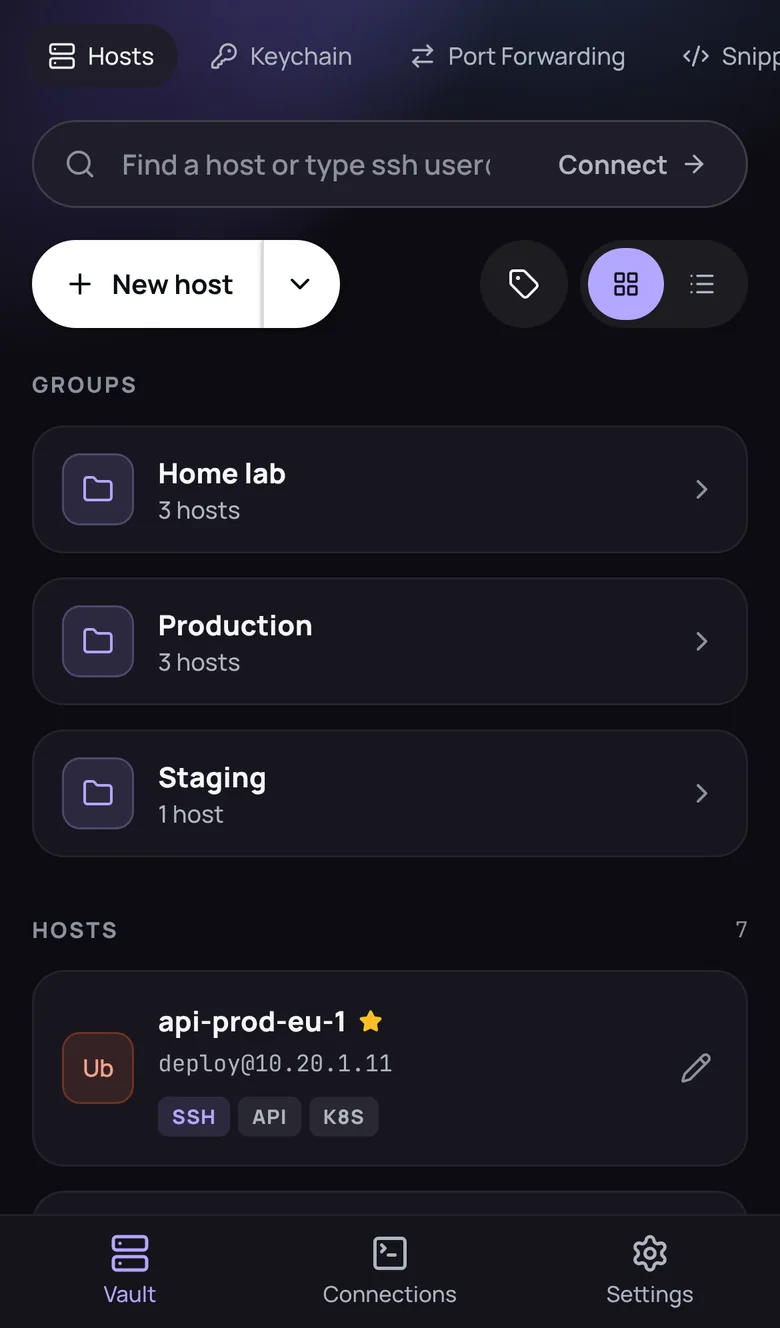 Hosts
Keychain
Port Forwarding
Snipp
Find a host or type ssh user
Connect
New host
GROUPS
Home lab
3 hosts
Production
3 hosts
Staging
1 host
HOSTS
7
api-prod-eu-1
Ub
deploy@10.20.1.11
SSH
API
K8S
Vault
Connections
Settings